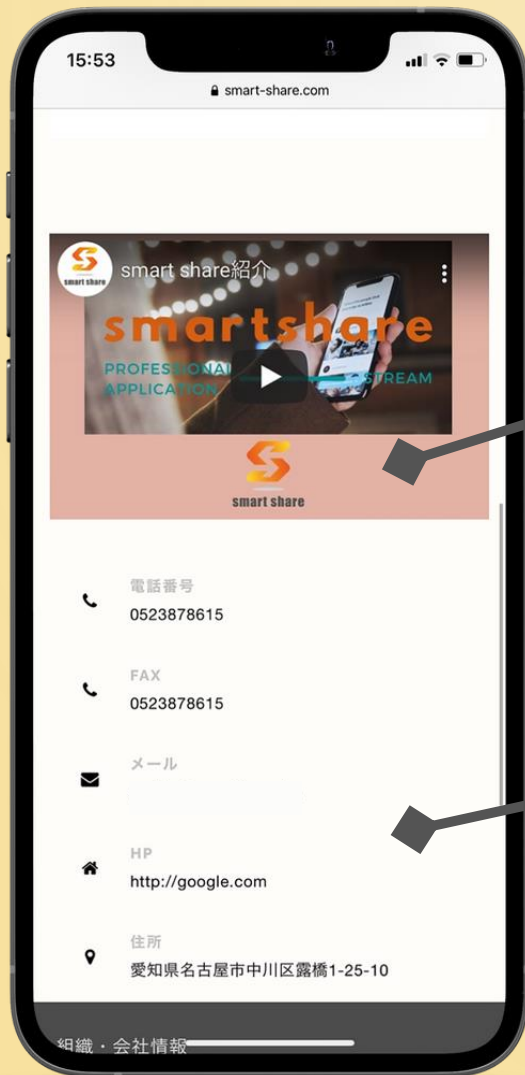 15:53
smart-share.com
smart share
smart share紹介
smartshare
PROFESSIONAL
APPLICATION
STREAM
smart share
電話番号
0523878615
FAX
0523878615
メール
HP
http://google.com
住所
愛知県名古屋市中川区露橋1-25-10
組織・会社情報